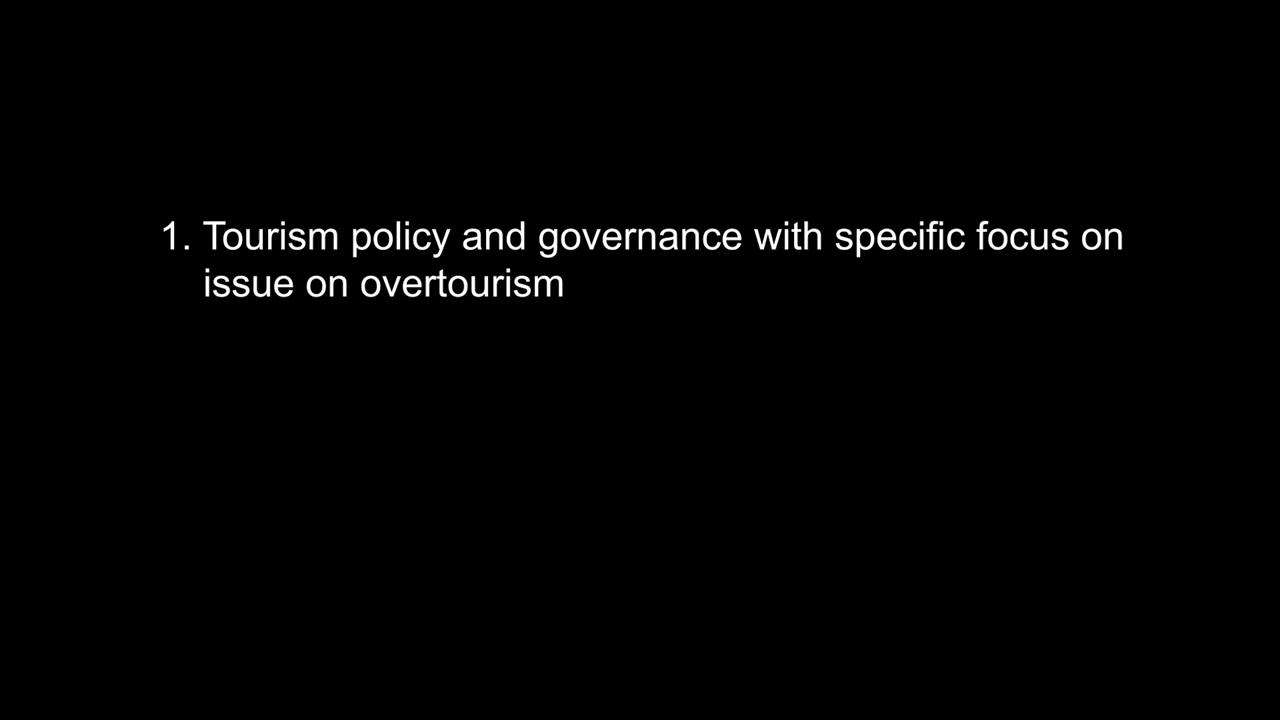 1. Tourism policy and governance with specific focus on
issue on overtourism